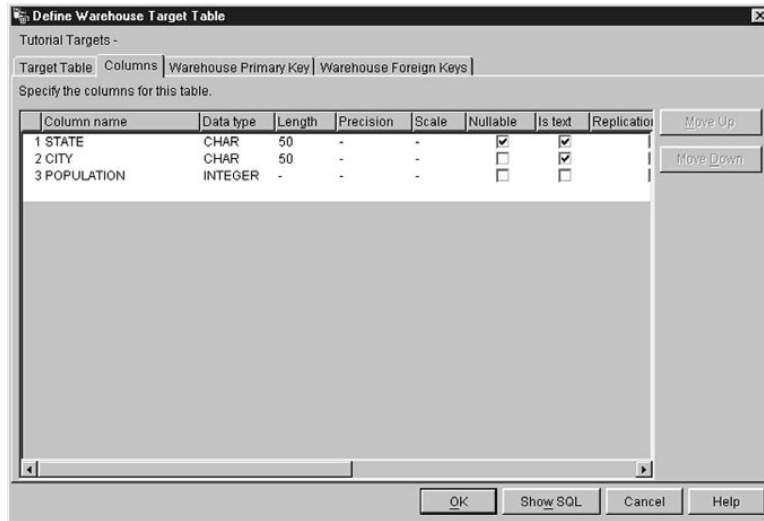 Define Warehouse Target Table
Tutorial Targets -
Target Table Columns Warehouse Primary Key Warehouse Foreign Keys
Specify the columns for this table.
Column name Data type Length Precision Scale Nullable Is text Replication Move Up
1 STATE CHAR 50 - -
2 CITY CHAR 50 - - Move Down
3 POPULATION INTEGER - - -
OK Show SQL Cancel Help